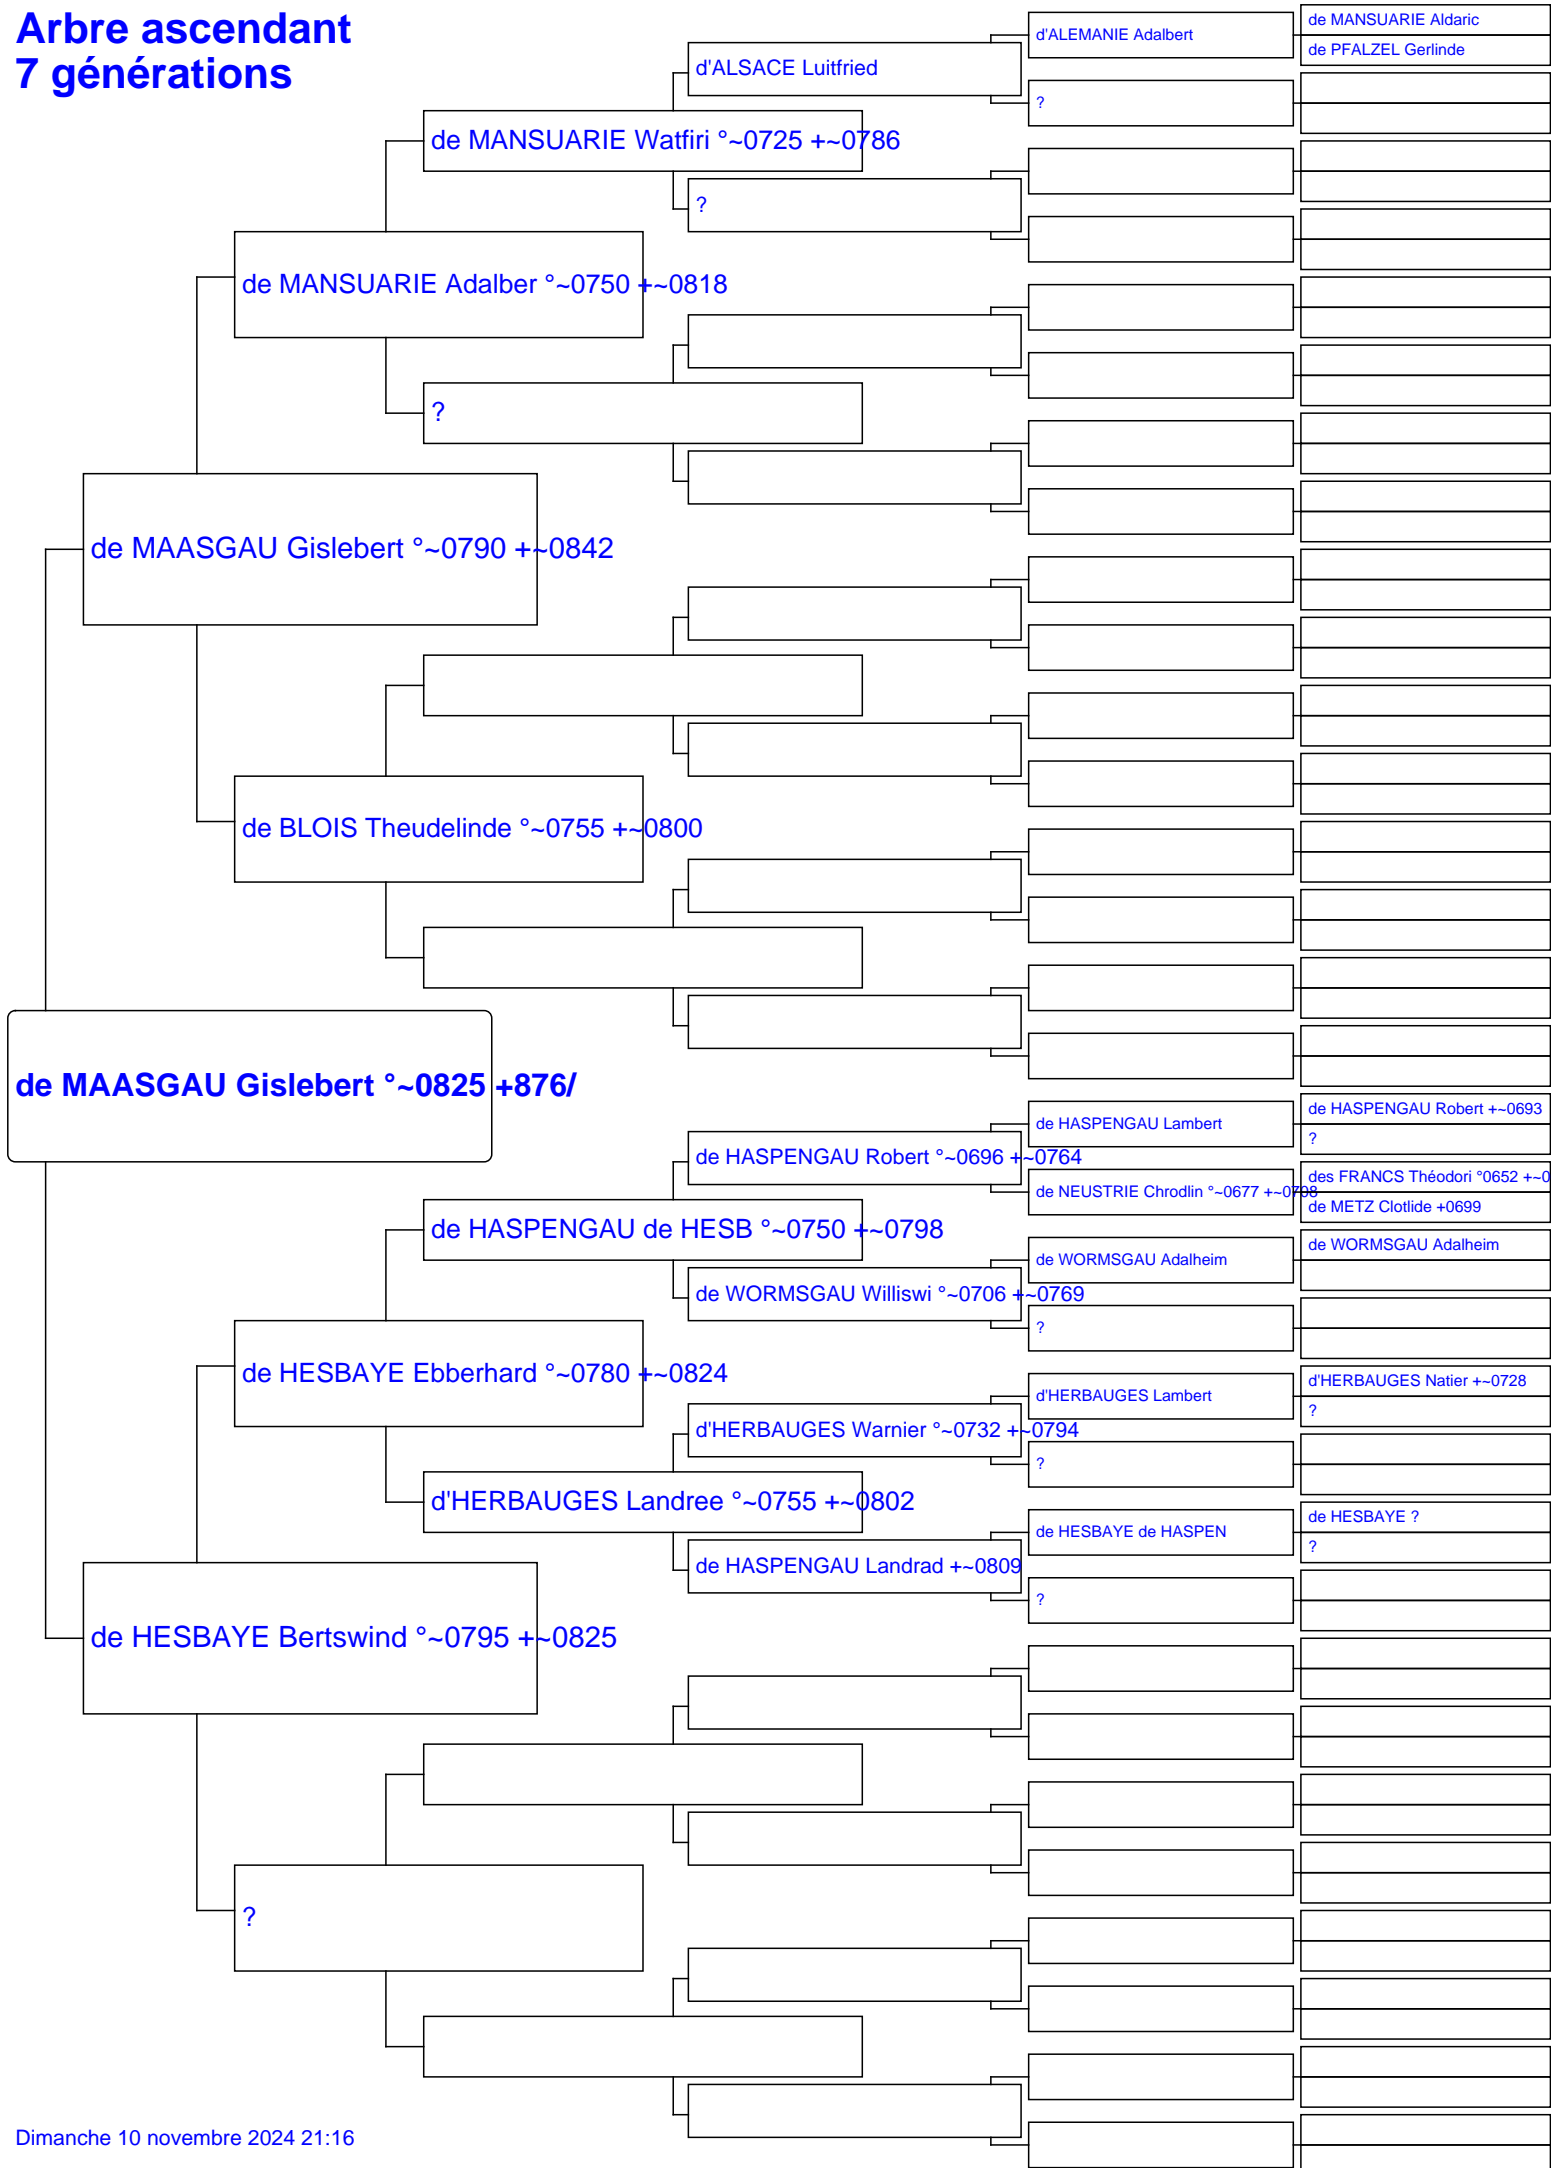 Arbre ascendant
7 générations
de MANSUARIE Aldaric
d'ALEMANIE Adalbert
de PFALZEL Gerlinde
d'ALSACE Luitfried
?
de MANSUARIE Watfiri °~0725 +~0786
?
de MANSUARIE Adalber °~0750 +~0818
?
de MAASGAU Gislebert °~0790 +~0842
de BLOIS Theudelinde °~0755 +~0800
de MAASGAU Gislebert °~0825 +876/
de HASPENGAU Robert +~0693
de HASPENGAU Lambert
?
de HASPENGAU Robert °~0696 +~0764
des FRANCS Théodori °0652 +~0
de NEUSTRIE Chrodlin °~0677 +~0708
de METZ Clotlide +0699
de HASPENGAU de HESB °~0750 +~0798
de WORMSGAU Adalheim
de WORMSGAU Adalheim
de WORMSGAU Williswi °~0706 +~0769
?
de HESBAYE Ebberhard °~0780 +~0824
d'HERBAUGES Natier +~0728
d'HERBAUGES Lambert
?
d'HERBAUGES Warnier °~0732 +~0794
?
d'HERBAUGES Landree °~0755 +~0802
de HESBAYE ?
de HESBAYE de HASPEN
?
de HASPENGAU Landrad +~0809
?
de HESBAYE Bertswind °~0795 +~0825
?
Dimanche 10 novembre 2024 21:16